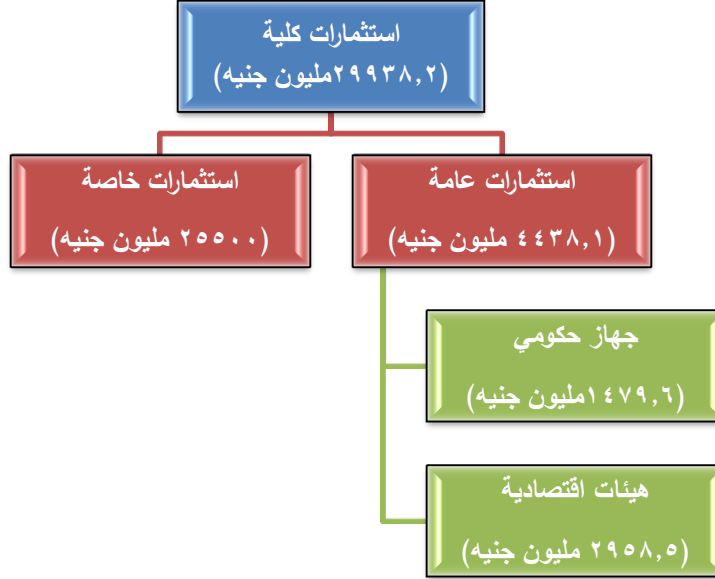 استثمارات كلية
(٢٩٩٣٨,٢مليون جنيه)
استثمارات عامة
(٤٤٣٨,١ مليون جنيه)
استثمارات خاصة
(٢٥٥٠٠ مليون جنيه)
جهاز حكومي
(١٤٧٩,٦مليون جنيه)
هيئات اقتصادية
(٢٩٥٨,٥ مليون جنيه)